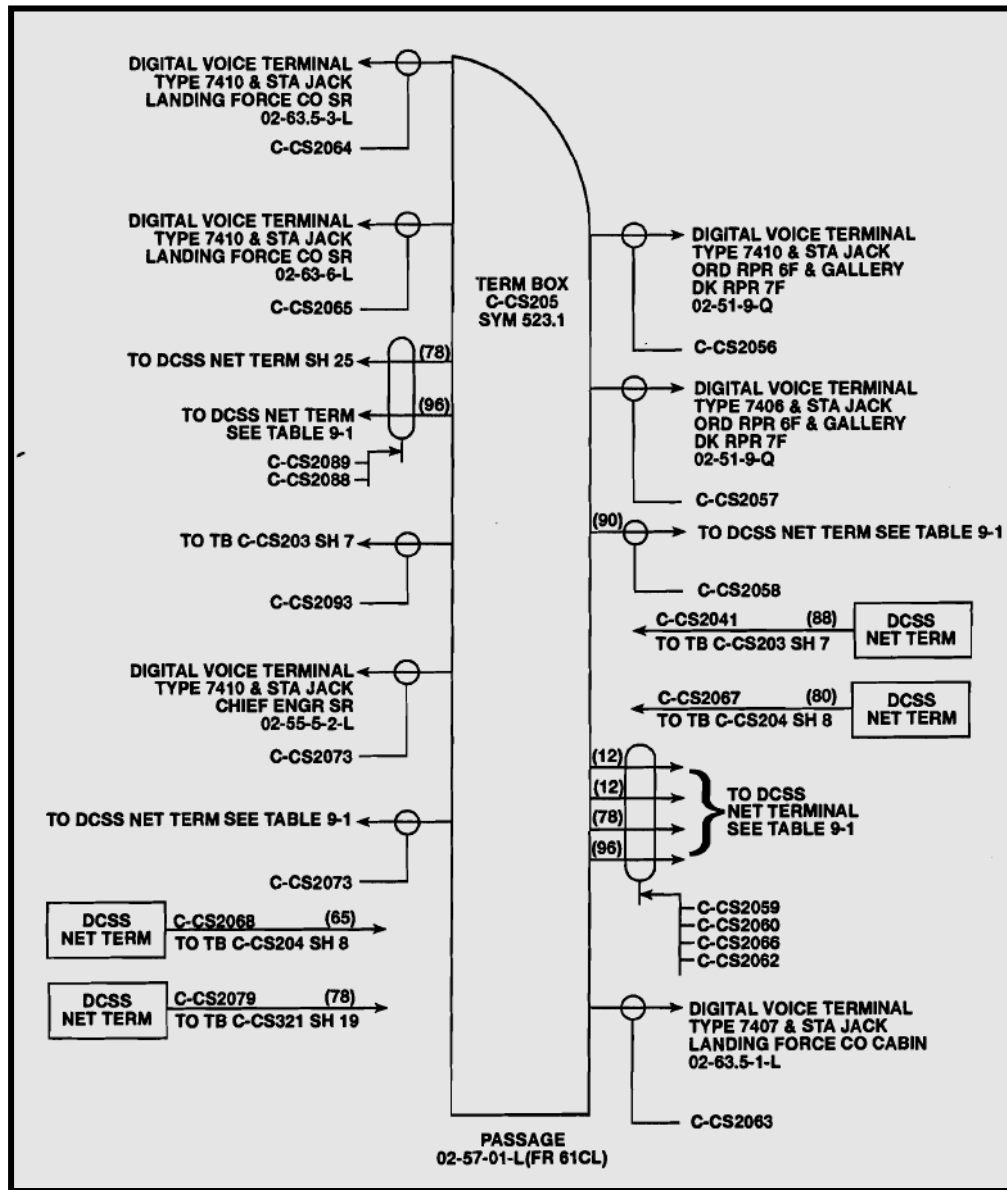 DIGITAL VOICE TERMINAL
TYPE 7410 & STA JACK
LANDING FORCE CO SR
02-63.5-3-L
C-CS2064
DIGITAL VOICE TERMINAL
TYPE 7410 & STA JACK
LANDING FORCE CO SR
02-63-6-L
C-CS2065
TO DCSS NET TERM SH 25
(78)
TO DCSS NET TERM
SEE TABLE 9-1
(96)
C-CS2089
C-CS2088
TO TB C-CS203 SH 7
C-CS2093
DIGITAL VOICE TERMINAL
TYPE 7410 & STA JACK
CHIEF ENGR SR
02-55-5-2-L
C-CS2073
TO DCSS NET TERM SEE TABLE 9-1
C-CS2073
DCSS
NET TERM
C-CS2068 (65)
TO TB C-CS204 SH 8
DCSS
NET TERM
C-CS2079 (78)
TO TB C-CS321 SH 19
TERM BOX
C-CS205
SYM 523.1
DIGITAL VOICE TERMINAL
TYPE 7410 & STA JACK
ORD RPR 6F & GALLERY
DK RPR 7F
02-51-9-Q
C-CS2056
DIGITAL VOICE TERMINAL
TYPE 7406 & STA JACK
ORD RPR 6F & GALLERY
DK RPR 7F
02-51-9-Q
C-CS2057
(90)
TO DCSS NET TERM SEE TABLE 9-1
C-CS2058
C-CS2041 (88)
TO TB C-CS203 SH 7
DCSS
NET TERM
C-CS2067 (80)
TO TB C-CS204 SH 8
DCSS
NET TERM
(12)
(12)
(78)
(96)
TO DCSS
NET TERMINAL
SEE TABLE 9-1
C-CS2059
C-CS2060
C-CS2066
C-CS2062
DIGITAL VOICE TERMINAL
TYPE 7407 & STA JACK
LANDING FORCE CO CABIN
02-63.5-1-L
C-CS2063
PASSAGE
02-57-01-L(FR 61CL)